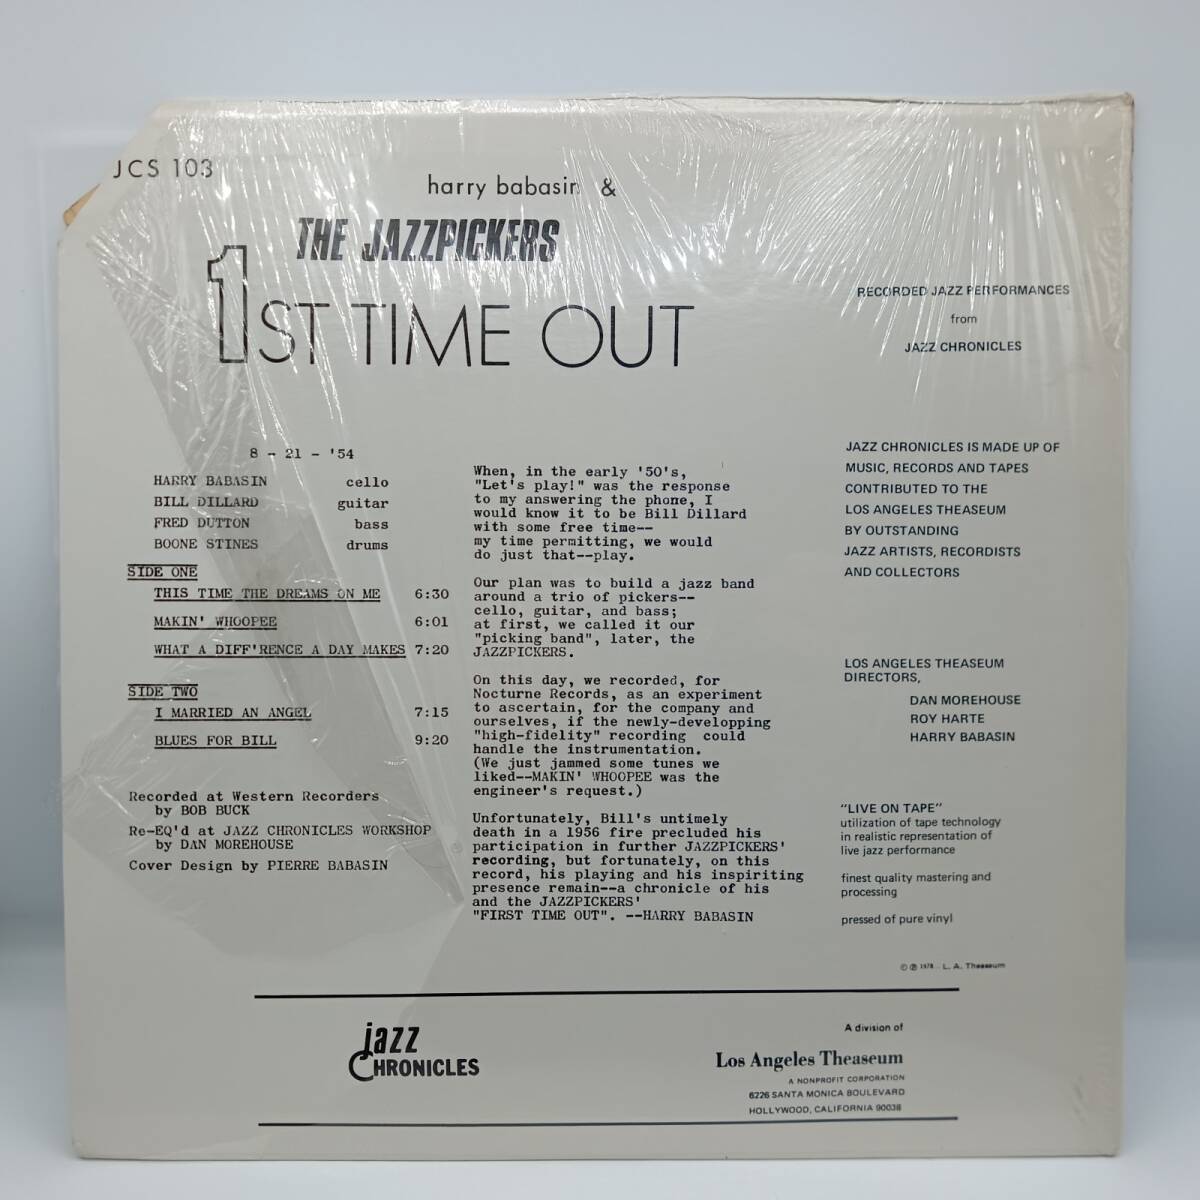 JCS 103
harry babasin &
THE JAZZPICKERS
1ST TIME OUT
8 - 21 - '54
HARRY BABASIN cello
BILL DILLARD guitar
FRED DUTTON bass
BOONE STINES drums
SIDE ONE
THIS TIME THE DREAMS ON ME 6:30
MAKIN' WHOOPEE 6:01
WHAT A DIFF'RENCE A DAY MAKES 7:20
SIDE TWO
I MARRIED AN ANGEL 7:15
BLUES FOR BILL 9:20
Recorded at Western Recorders
by BOB BUCK
Re-EQ'd at JAZZ CHRONICLES WORKSHOP
by DAN MOREHOUSE
Cover Design by PIERRE BABASIN
When, in the early '50's,
"Let's play!" was the response
to my answering the phone, I
would know it to be Bill Dillard
with some free time--
my time permitting, we would
do just that--play.
Our plan was to build a jazz band
around a trio of pickers--
cello, guitar, and bass;
at first, we called it our
"picking band", later, the
JAZZPICKERS.
On this day, we recorded, for
Nocturne Records, as an experiment
to ascertain, for the company and
ourselves, if the newly-developping
"high-fidelity" recording could
handle the instrumentation.
(We just jammed some tunes we
liked--MAKIN' WHOOPEE was the
engineer's request.)
Unfortunately, Bill's untimely
death in a 1956 fire precluded his
participation in further JAZZPICKERS'
recording, but fortunately, on this
record, his playing and his inspiriting
presence remain--a chronicle of his
and the JAZZPICKERS'
"FIRST TIME OUT". --HARRY BABASIN
RECORDED JAZZ PERFORMANCES
from
JAZZ CHRONICLES
JAZZ CHRONICLES IS MADE UP OF
MUSIC, RECORDS AND TAPES
CONTRIBUTED TO THE
LOS ANGELES THEASEUM
BY OUTSTANDING
JAZZ ARTISTS, RECORDISTS
AND COLLECTORS
LOS ANGELES THEASEUM
DIRECTORS,
DAN MOREHOUSE
ROY HARTE
HARRY BABASIN
"LIVE ON TAPE"
utilization of tape technology
in realistic representation of
live jazz performance
finest quality mastering and
processing
pressed of pure vinyl
© ℗ 1978 L. A. Theaseum
jazz
CHRONICLES
A division of
Los Angeles Theaseum
A NONPROFIT CORPORATION
6226 SANTA MONICA BOULEVARD
HOLLYWOOD, CALIFORNIA 90038